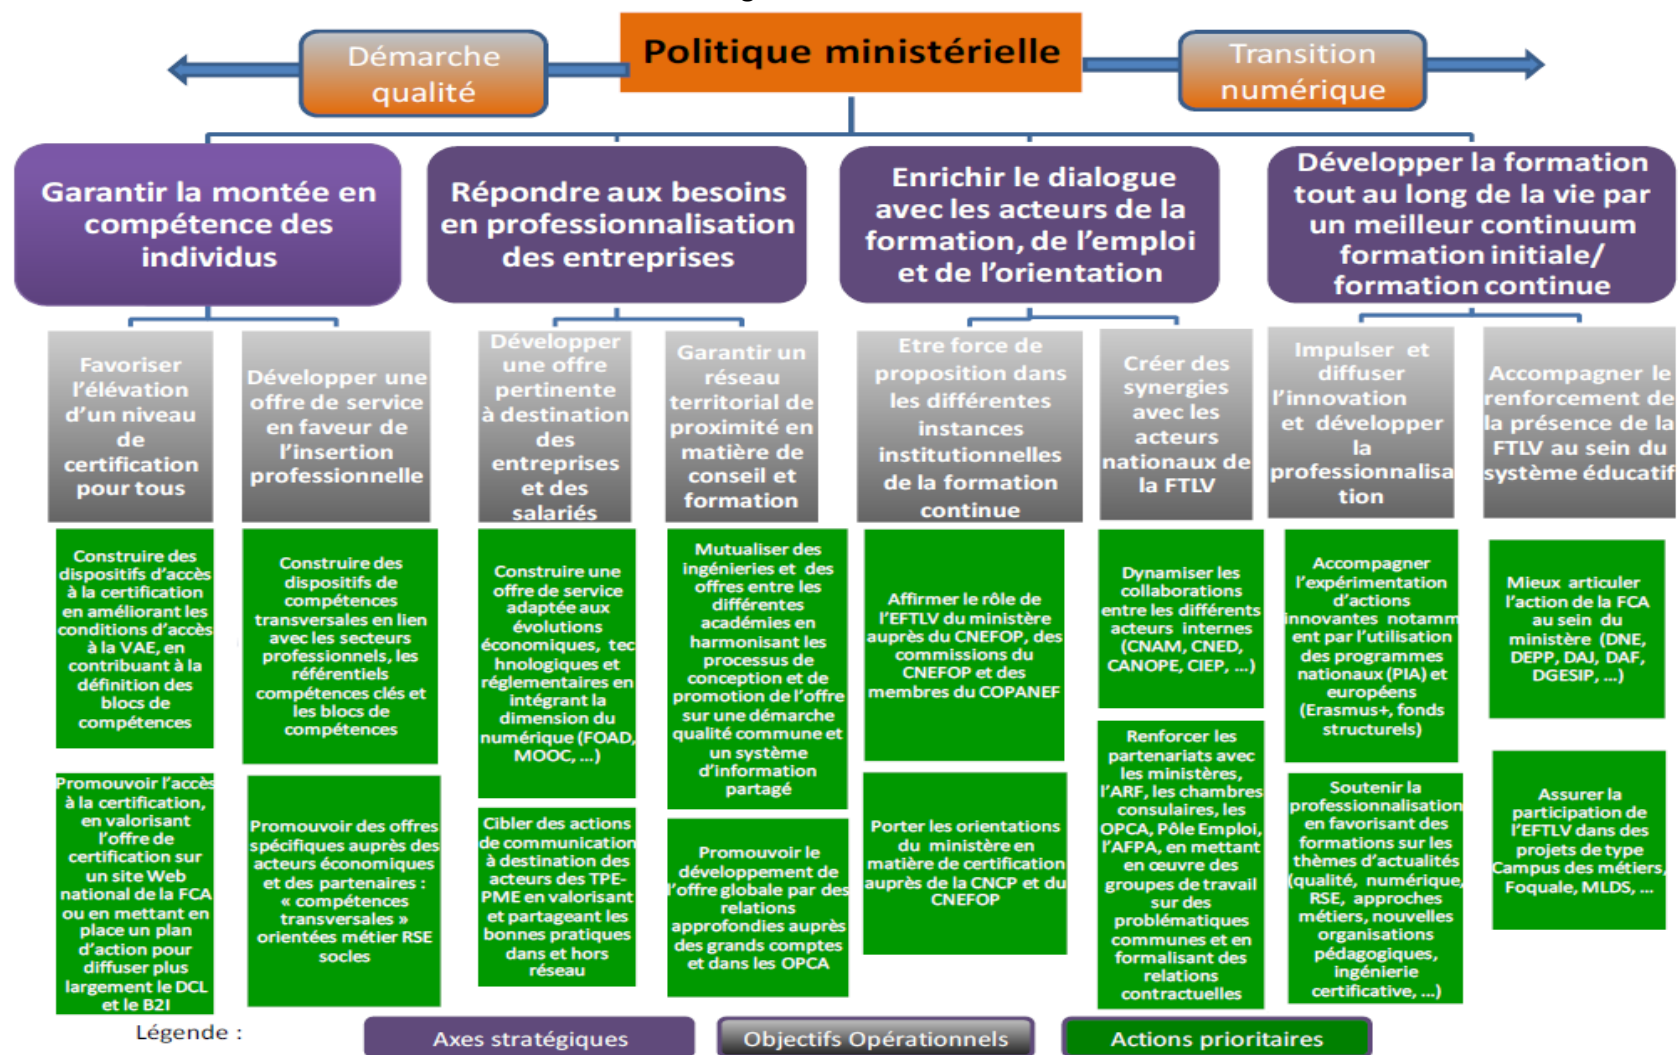 Démarche
qualité
Politique ministérielle
Transition
numérique
Garantir la montée en
compétence des
individus
Répondre aux besoins
en professionnalisation
des entreprises
Enrichir le dialogue
avec les acteurs de la
formation, de l'emploi
et de l'orientation
Développer la formation
tout au long de la vie par
un meilleur continuum
formation initiale/
formation continue
Favoriser
l'élévation
d'un niveau
de
certification
pour tous
Développer une
offre de service
en faveur de
l'insertion
professionnelle
Développer
une offre
pertinente
à destination
des
entreprises
et des
salariés
Garantir un
réseau
territorial de
proximité en
matière de
conseil et
formation
Etre force de
proposition dans
les différentes
instances
institutionnelles
de la formation
continue
Créer des
synergies
avec les
acteurs
nationaux de
la FTLV
Impulser et
diffuser
l'innovation
et développer
la
professionnalisa
tion
Accompagner le
renforcement de
la présence de la
FTLV au sein du
système éducatif
Construire des
dispositifs d'accès
à la certification
en améliorant les
conditions d'accès
à la VAE, en
contribuant à la
définition des
blocs de
compétences
Construire des
dispositifs de
compétences
transversales en lien
avec les secteurs
professionnels, les
référentiels
compétences clés et
les blocs de
compétences
Construire une
offre de service
adaptée aux
évolutions
économiques, tec
hnologiques et
réglementaires en
intégrant la
dimension du
numérique (FOAD,
MOOC, ...)
Mutualiser des
ingénieries et des
offres entre les
différentes
académies en
harmonisant les
processus de
conception et de
promotion de l'offre
sur une démarche
qualité commune et
un système
d'information
partagé
Affirmer le rôle de
l'EFTLV du ministère
auprès du CNEFOP, des
commissions du
CNEFOP et des
membres du COPANEF
Dynamiser les
collaborations
entre les différents
acteurs internes
(CNAM, CNED,
CANOPE, CIEP, ...)
Accompagner
l'expérimentation
d'actions
innovantes notamm
ent par l'utilisation
des programmes
nationaux (PIA) et
européens
(Erasmus+, fonds
structurels)
Mieux articuler
l'action de la FCA
au sein du
ministère (DNE,
DEPP, DAJ, DAF,
DGESIP, ...)
Promouvoir l'accès
à la certification,
en valorisant
l'offre de
certification sur
un site Web
national de la FCA
ou en mettant en
place un plan
d'action pour
diffuser plus
largement le DCL
et le B2I
Promouvoir des offres
spécifiques auprès des
acteurs économiques
et des partenaires :
« compétences
transversales »
orientées métier RSE
socles
Cibler des actions
de communication
à destination des
acteurs des TPE-
PME en valorisant
et partageant les
bonnes pratiques
dans et hors
réseau
Promouvoir le
développement de
l'offre globale par des
relations
approfondies auprès
des grands comptes
et dans les OPCA
Porter les orientations
du ministère en
matière de certification
auprès de la CNCP et du
CNEFOP
Renforcer les
partenariats avec
les ministères,
l'ARF, les chambres
consulaires, les
OPCA, Pôle Emploi,
l'AFPA, en mettant
en œuvre des
groupes de travail
sur des
problématiques
communes et en
formalisant des
relations
contractuelles
Soutenir la
professionnalisation
en favorisant des
formations sur les
thèmes d'actualités
(qualité, numérique,
RSE, approches
métiers, nouvelles
organisations
pédagogiques,
ingénierie
certificative, ...)
Assurer la
participation de
l'EFTLV dans des
projets de type
Campus des métiers,
Foquale, MLDS, ...
Légende :
Axes stratégiques
Objectifs Opérationnels
Actions prioritaires